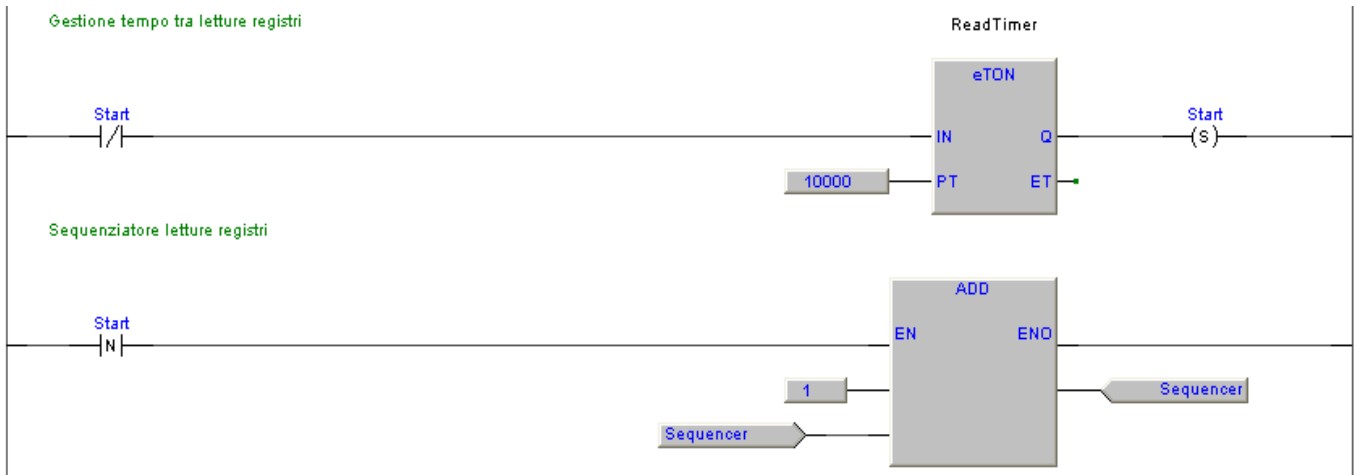 Gestione tempo tra letture registri
ReadTimer
eTON
Start
Start
/
IN
Q
(S)
10000
PT
ET
Sequenziatore letture registri
ADD
Start
N
EN
ENO
1
Sequencer
Sequencer